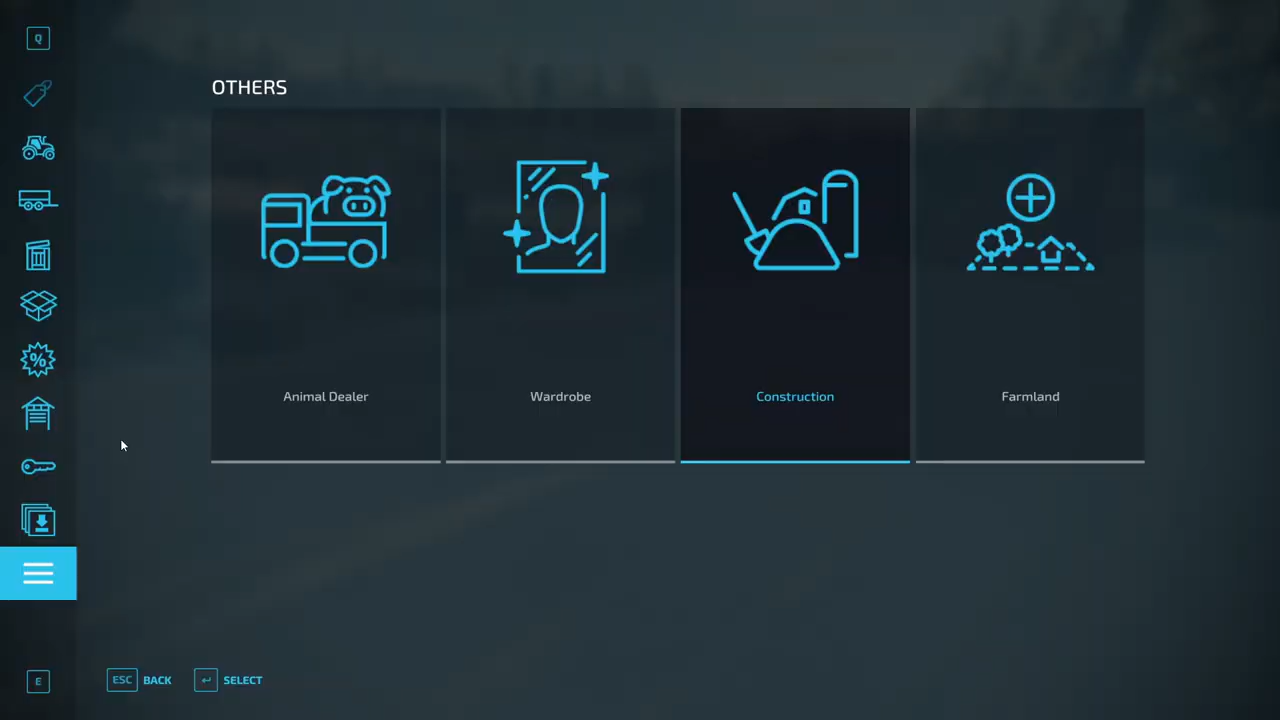 Q
OTHERS
Animal Dealer
Wardrobe
Construction
Farmland
%
E
ESC BACK
SELECT